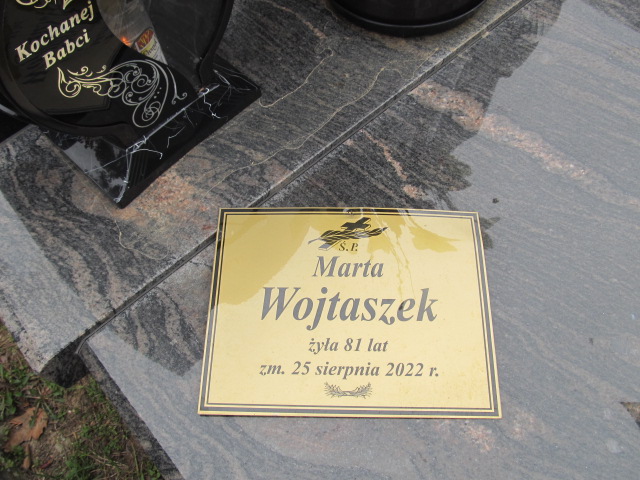 Kochanej
Babci
Ś.P.
Marta
Wojtaszek
żyła 81 lat
zm. 25 sierpnia 2022 r.